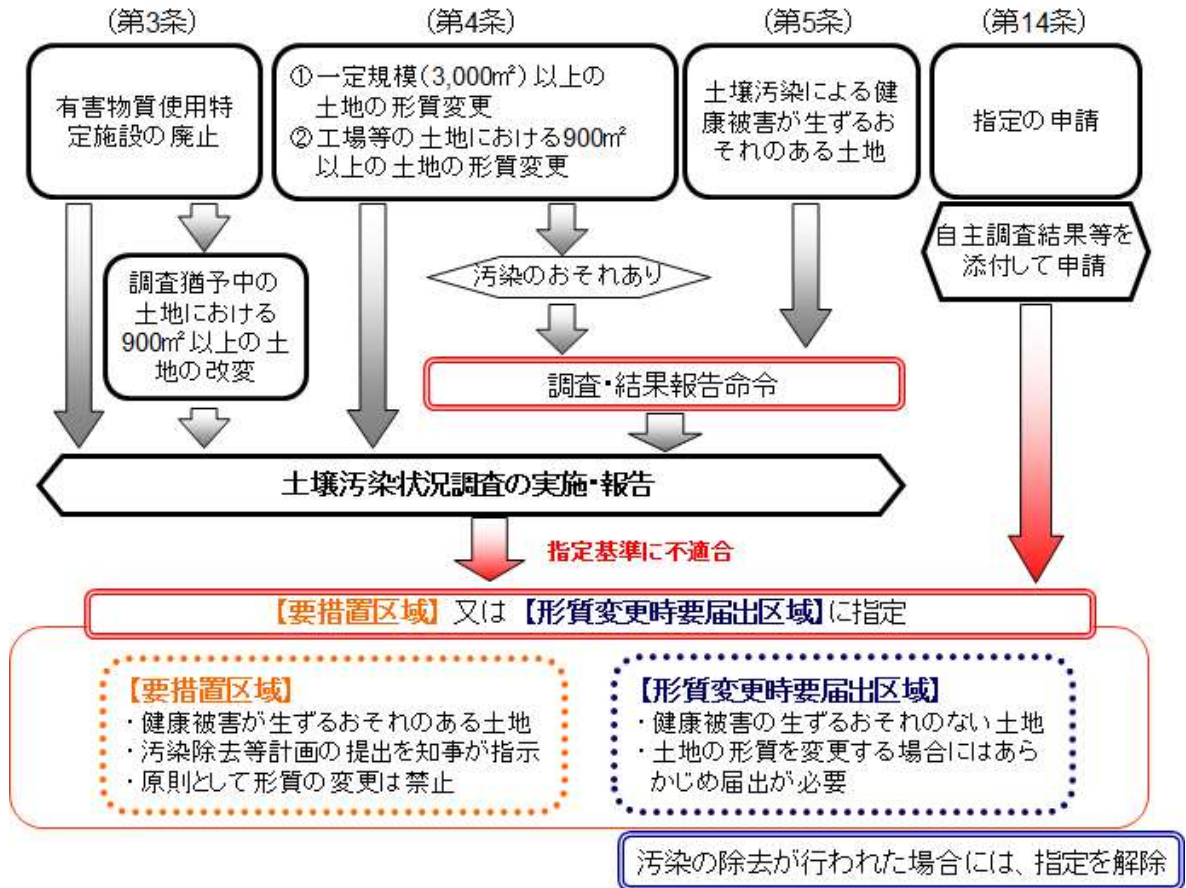 (第3条)
(第4条)
(第5条)
(第14条)
有害物質使用特
定施設の廃止
①一定規模(3,000㎡)以上の
土地の形質変更
②工場等の土地における900㎡
以上の土地の形質変更
土壌汚染による健
康被害が生ずるお
それのある土地
指定の申請
自主調査結果等を
添付して申請
調査猶予中の
土地における
900㎡以上の土
地の改変
汚染のおそれあり
調査・結果報告命令
土壌汚染状況調査の実施・報告
指定基準に不適合
【要措置区域】又は【形質変更時要届出区域】に指定
【要措置区域】
・健康被害が生ずるおそれのある土地
・汚染除去等計画の提出を知事が指示
・原則として形質の変更は禁止
【形質変更時要届出区域】
・健康被害の生ずるおそれのない土地
・土地の形質を変更する場合にはあら
かじめ届出が必要
汚染の除去が行われた場合には、指定を解除